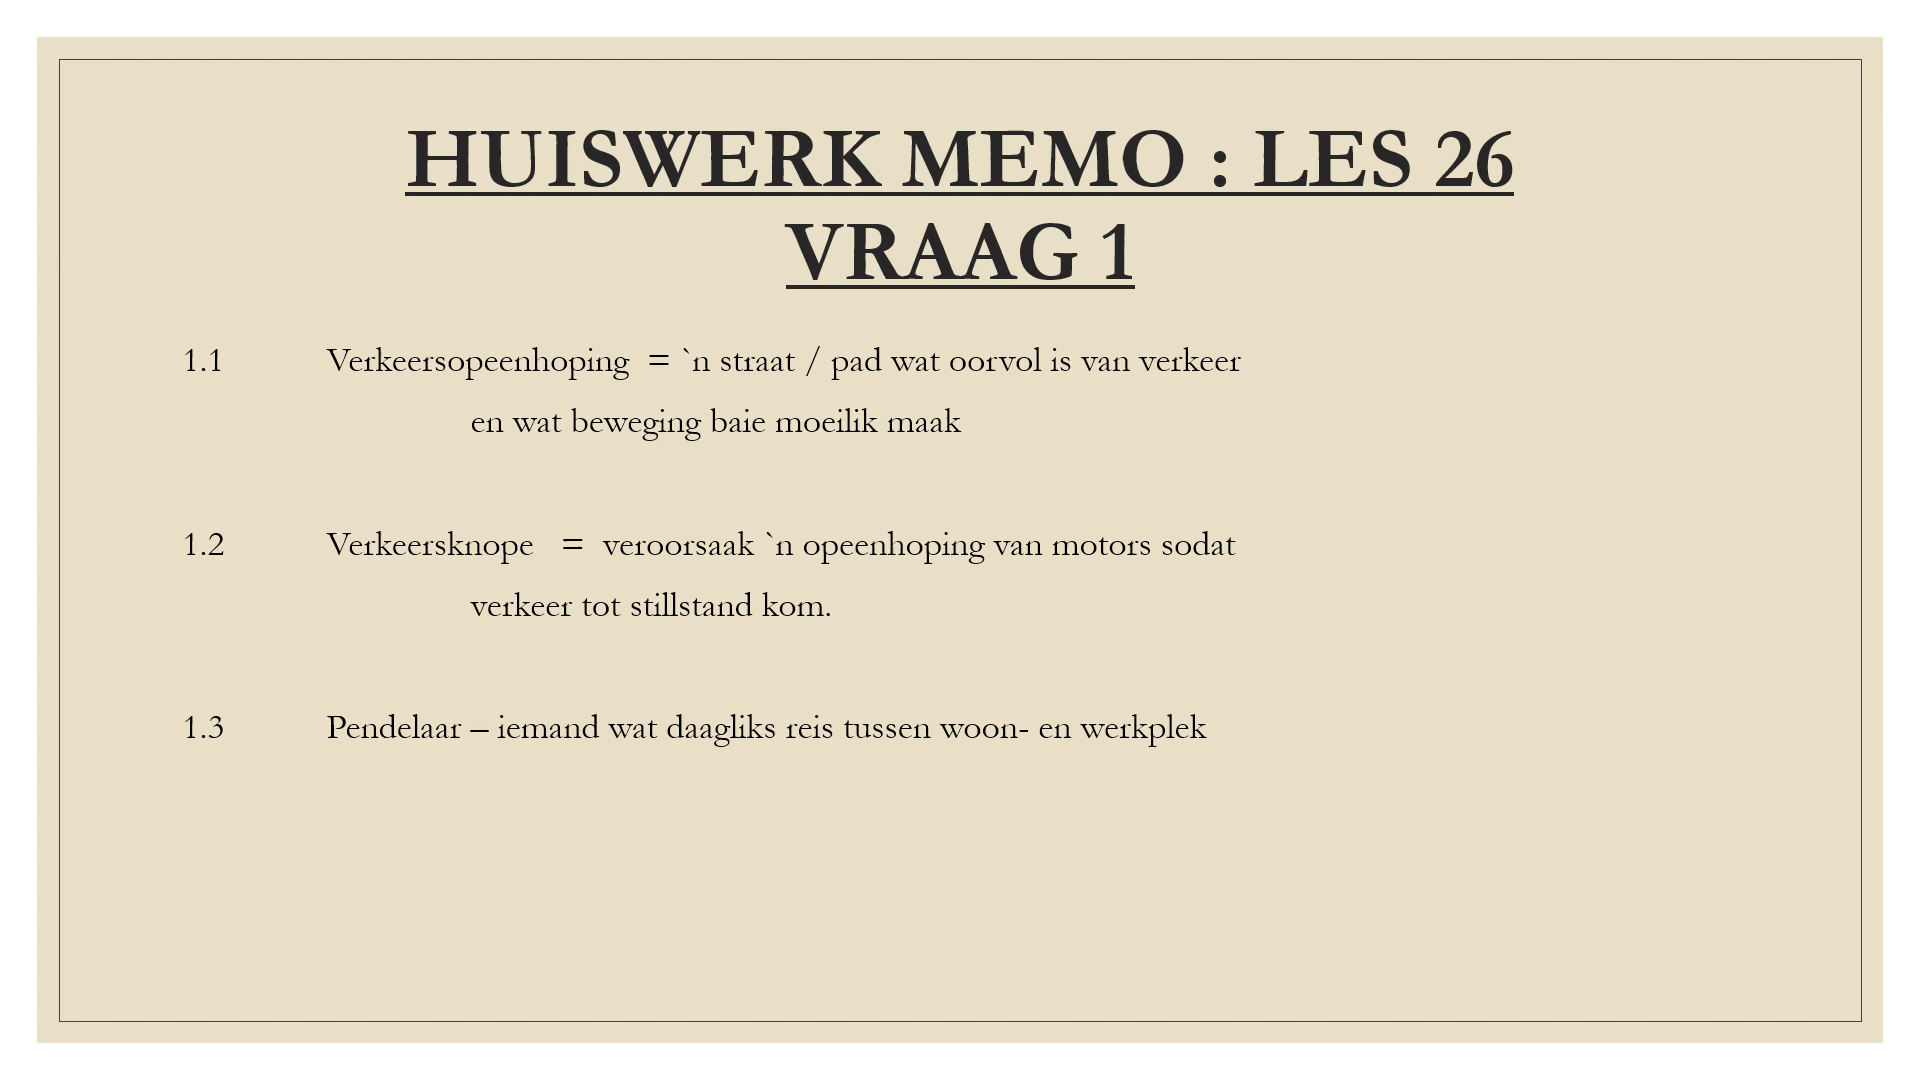 HUISWERK MEMO : LES 26
VRAAG 1
1.1 Verkeersopeenhoping = `n straat / pad wat oorvol is van verkeer
en wat beweging baie moeilik maak
1.2 Verkeersknope = veroorsaak `n opeenhoping van motors sodat
verkeer tot stillstand kom.
1.3 Pendelaar – iemand wat daagliks reis tussen woon- en werkplek